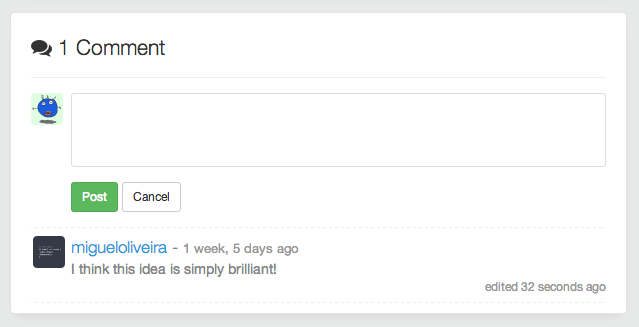 1 Comment
Post Cancel
migueloliveira - 1 week, 5 days ago
I think this idea is simply brilliant!
edited 32 seconds ago